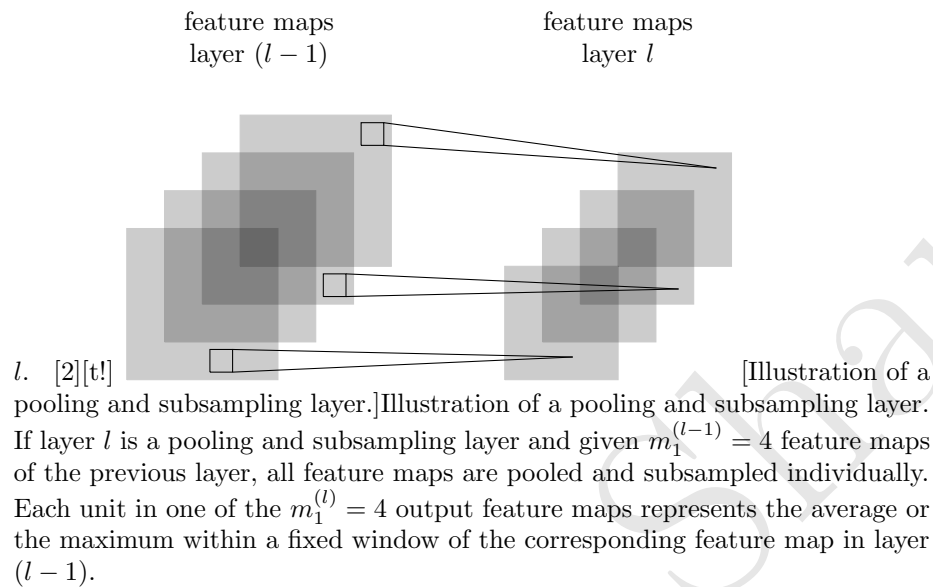 feature maps
layer (l − 1)
feature maps
layer l
l. [2][t!] [Illustration of a
pooling and subsampling layer.]Illustration of a pooling and subsampling layer.
If layer l is a pooling and subsampling layer and given m_1^{(l−1)} = 4 feature maps
of the previous layer, all feature maps are pooled and subsampled individually.
Each unit in one of the m_1^{(l)} = 4 output feature maps represents the average or
the maximum within a fixed window of the corresponding feature map in layer
(l − 1).
Sha